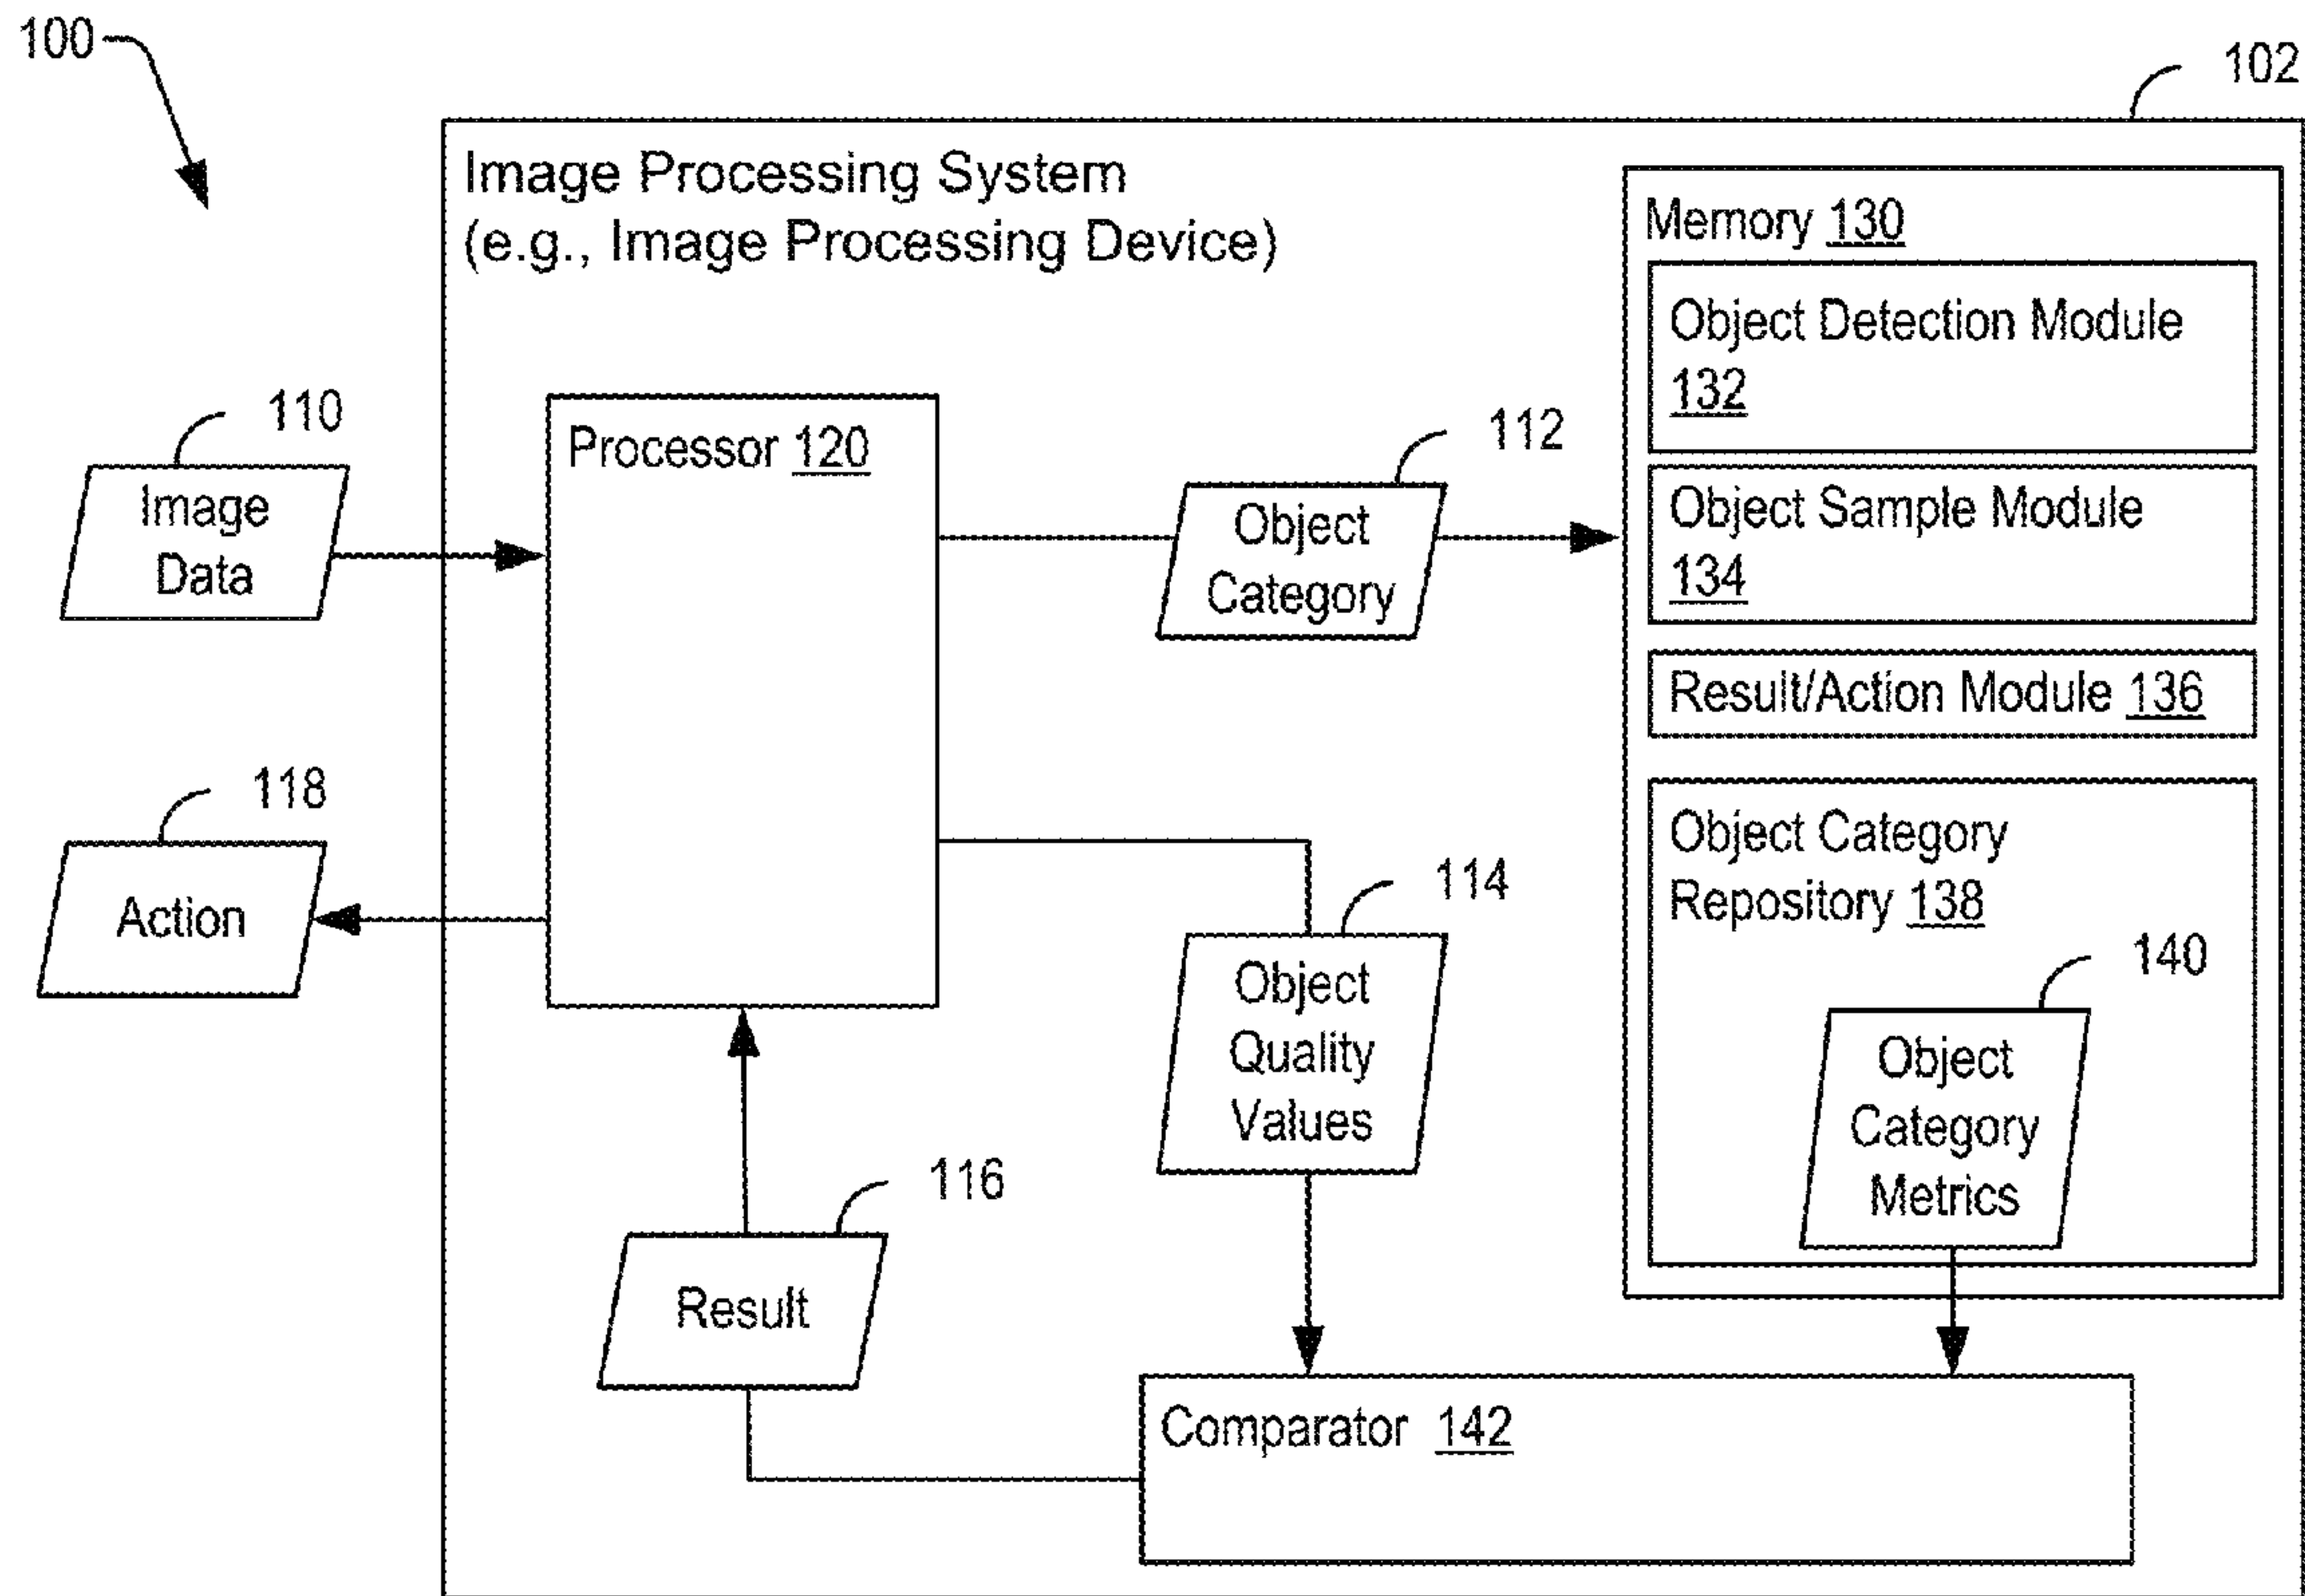 100
102
Image Processing System
(e.g., Image Processing Device)
Memory 130
Object Detection Module
132
Object Sample Module
134
Result/Action Module 136
Object Category
Repository 138
140
Object
Category
Metrics
110
Image
Data
Processor 120
112
Object
Category
118
Action
114
Object
Quality
Values
116
Result
Comparator 142